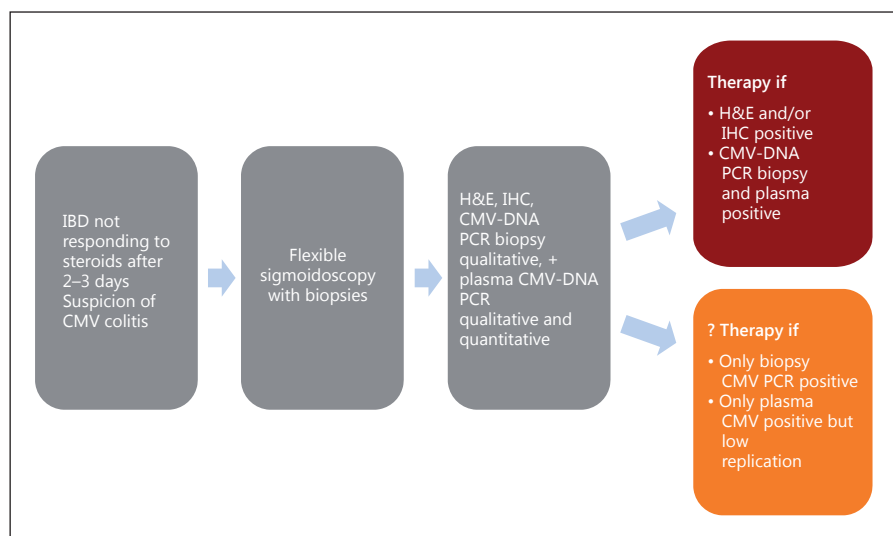 IBD not
responding to
steroids after
2–3 days
Suspicion of
CMV colitis
Flexible
sigmoidoscopy
with biopsies
H&E, IHC,
CMV-DNA
PCR biopsy
qualitative, +
plasma CMV-DNA
PCR
qualitative and
quantitative
Therapy if
• H&E and/or
IHC positive
• CMV-DNA
PCR biopsy
and plasma
positive
? Therapy if
• Only biopsy
CMV PCR positive
• Only plasma
CMV positive but
low
replication